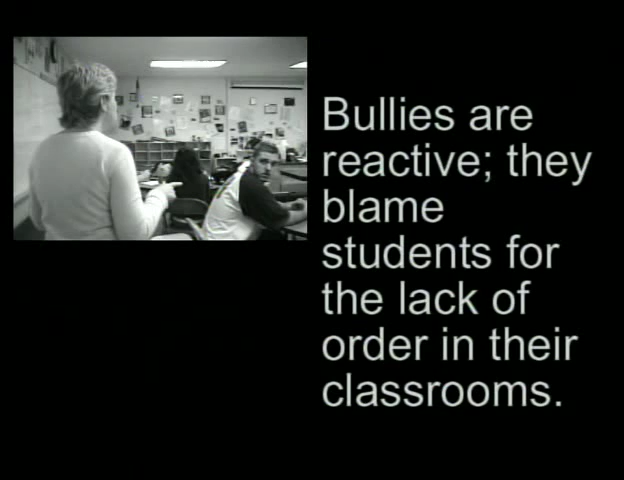 Bullies are
reactive; they
blame
students for
the lack of
order in their
classrooms.